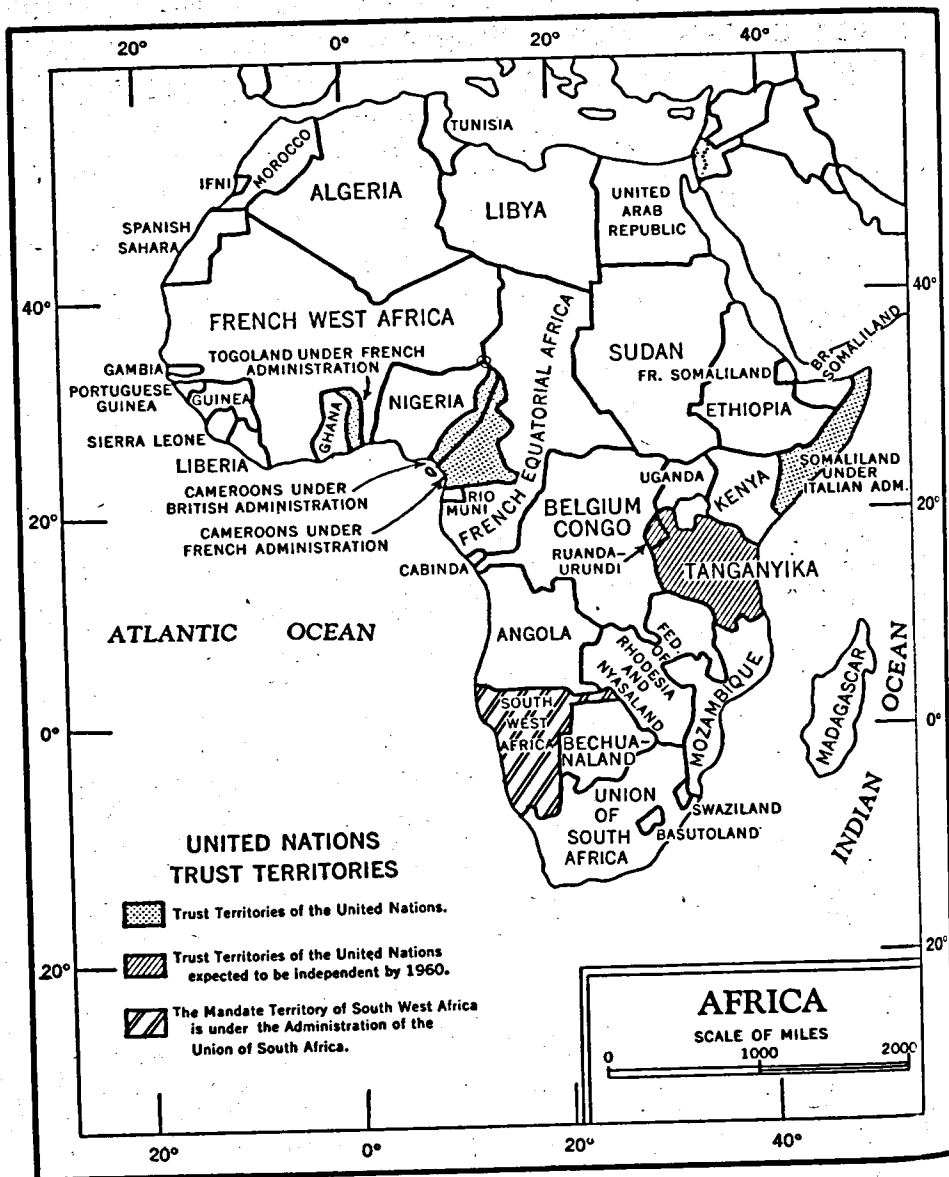 20° 0° 20° 40°
TUNISIA
MOROCCO
IFNI
ALGERIA
LIBYA
UNITED
ARAB
REPUBLIC
SPANISH
SAHARA
40° 40°
FRENCH WEST AFRICA
TOGOLAND UNDER FRENCH
ADMINISTRATION
FRENCH EQUATORIAL AFRICA
SUDAN
BR.
SOMALILAND
FR. SOMALILAND
GAMBIA
PORTUGUESE
GUINEA
GUINEA
GHANA
NIGERIA
ETHIOPIA
SIERRA LEONE
LIBERIA
SOMALILAND
UNDER
ITALIAN ADM.
CAMEROONS UNDER
BRITISH ADMINISTRATION
RIO
MUNI
UGANDA
KENYA
BELGIUM
CONGO
20° 20°
CAMEROONS UNDER
FRENCH ADMINISTRATION
RUANDA-
URUNDI
CABINDA
TANGANYIKA
ATLANTIC OCEAN
ANGOLA
FED.
OF
RHODESIA
AND
NYASALAND
MOZAMBIQUE
MADAGASCAR
INDIAN OCEAN
SOUTH
WEST
AFRICA
0° 0°
BECHUA-
NALAND
UNION
OF
SOUTH
AFRICA
SWAZILAND
BASUTOLAND
UNITED NATIONS
TRUST TERRITORIES
Trust Territories of the United Nations.
Trust Territories of the United Nations
expected to be independent by 1960.
The Mandate Territory of South West Africa
is under the Administration of the
Union of South Africa.
20° 20°
AFRICA
SCALE OF MILES
0 1000 2000
20° 0° 20° 40°